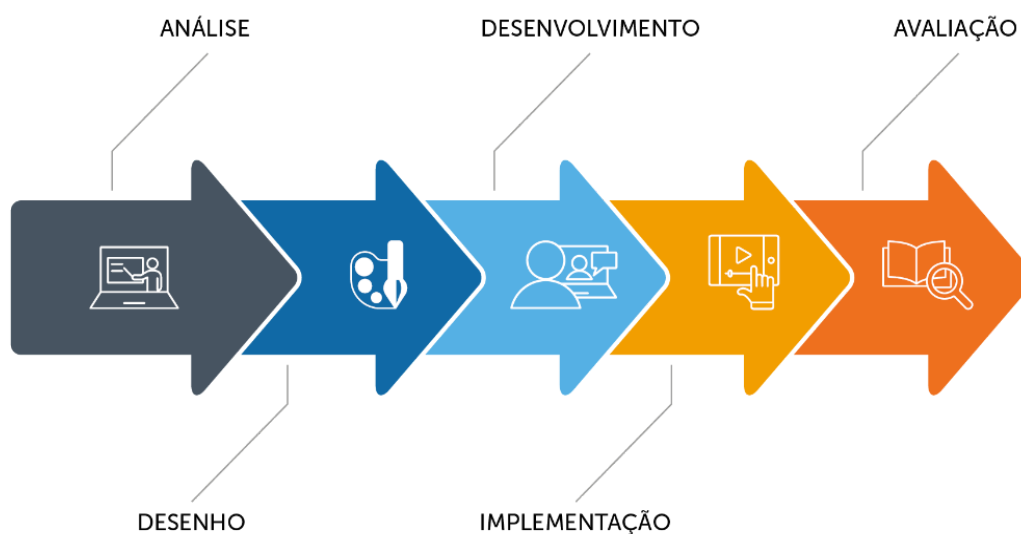 ANÁLISE
DESENVOLVIMENTO
AVALIAÇÃO
DESENHO
IMPLEMENTAÇÃO